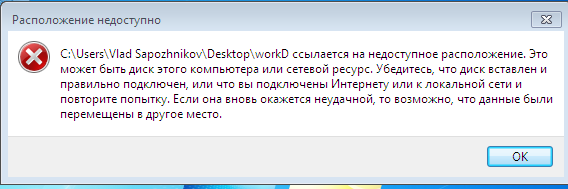 Расположение недоступно
C:\Users\Vlad Sapozhnikov\Desktop\workD ссылается на недоступное расположение. Это
может быть диск этого компьютера или сетевой ресурс. Убедитесь, что диск вставлен и
правильно подключен, или что вы подключены Интернету или к локальной сети и
повторите попытку. Если она вновь окажется неудачной, то возможно, что данные были
перемещены в другое место.
OK